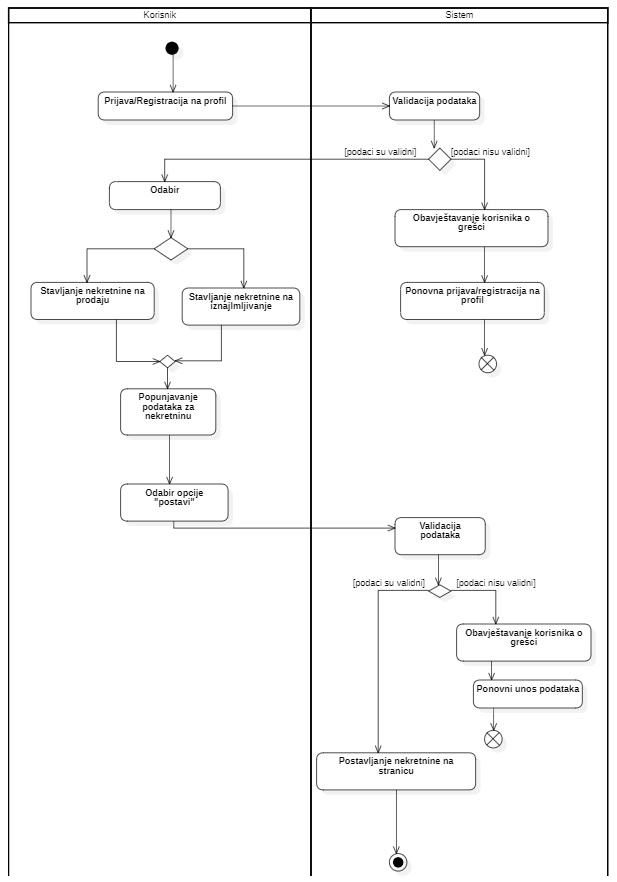 Korisnik
Sistem
Prijava/Registracija na profil
Validacija podataka
[podaci su validni]
[podaci nisu validni]
Odabir
Obavještavanje korisnika o
grešci
Stavljanje nekretnine na
prodaju
Stavljanje nekretnine na
iznajlmljivanje
Ponovna prijava/registracija na
profil
Popunjavanje
podataka za
nekretninu
Odabir opcije
"postavi"
Validacija
podataka
[podaci su validni]
[podaci nisu validni]
Obavještavanje korisnika o
grešci
Ponovni unos podataka
Postavljanje nekretnine na
stranicu